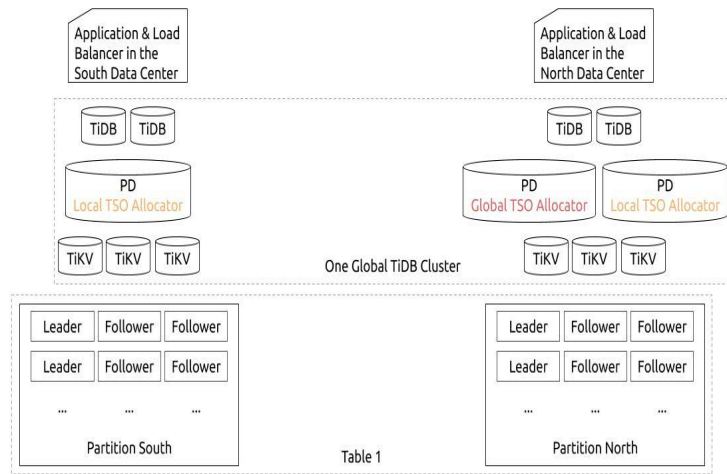 Application & Load
Balancer in the
South Data Center
Application & Load
Balancer in the
North Data Center
TiDB TiDB
TiDB TiDB
PD
Local TSO Allocator
PD
Global TSO Allocator
PD
Local TSO Allocator
TiKV TiKV TiKV
TiKV TiKV TiKV
One Global TiDB Cluster
Leader Follower Follower
Leader Follower Follower
... ... ...
Partition South
Leader Follower Follower
Leader Follower Follower
... ... ...
Partition North
Table 1